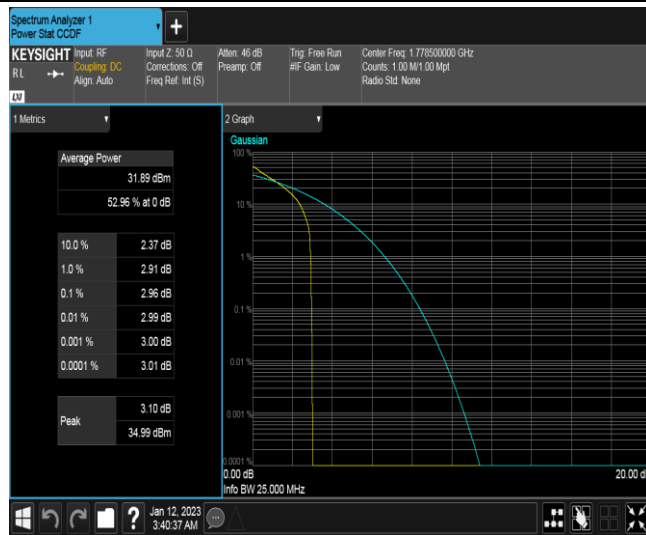 Spectrum Analyzer 1
Power Stat CCDF
+
KEYSIGHT
RL
Input: RF
Coupling: DC
Align: Auto
Input Z: 50 Ω
Corrections: Off
Freq Ref: Int (S)
Atten: 46 dB
Preamp: Off
Trig: Free Run
#IF Gain: Low
Center Freq: 1.778500000 GHz
Counts: 1.00 M/1.00 Mpt
Radio Std: None
LXI
1 Metrics
Average Power
31.89 dBm
52.96 % at 0 dB
10.0 % 2.37 dB
1.0 % 2.91 dB
0.1 % 2.96 dB
0.01 % 2.99 dB
0.001 % 3.00 dB
0.0001 % 3.01 dB
Peak
3.10 dB
34.99 dBm
2 Graph
Gaussian
100 %
10 %
1 %
0.1 %
0.01 %
0.001 %
0.0001 %
0.00 dB
20.00 d
Info BW 25.000 MHz
?
Jan 12, 2023
3:40:37 AM